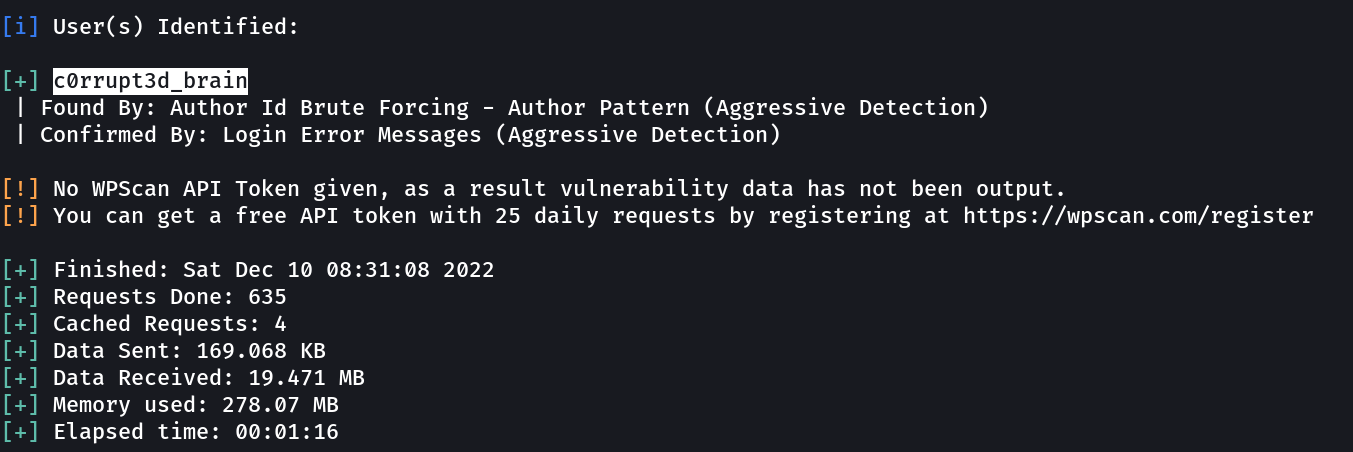 [i] User(s) Identified:
[+] c0rrupt3d_brain
| Found By: Author Id Brute Forcing - Author Pattern (Aggressive Detection)
| Confirmed By: Login Error Messages (Aggressive Detection)
[!] No WPScan API Token given, as a result vulnerability data has not been output.
[!] You can get a free API token with 25 daily requests by registering at https://wpscan.com/register
[+] Finished: Sat Dec 10 08:31:08 2022
[+] Requests Done: 635
[+] Cached Requests: 4
[+] Data Sent: 169.068 KB
[+] Data Received: 19.471 MB
[+] Memory used: 278.07 MB
[+] Elapsed time: 00:01:16